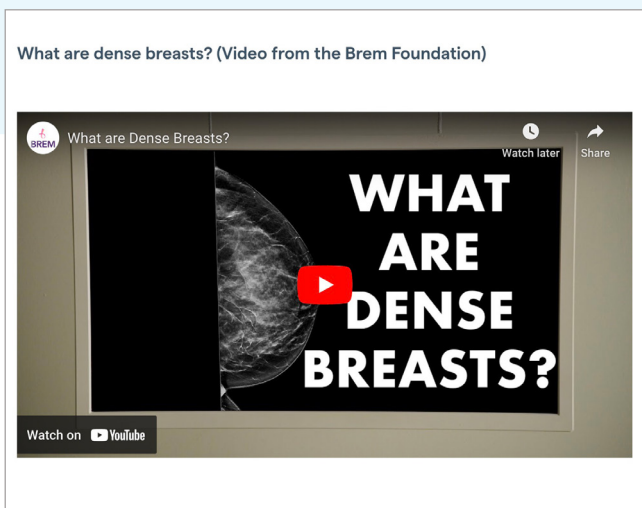 What are dense breasts? (Video from the Brem Foundation)
BREM
What are Dense Breasts?
Watch later
Share
WHAT
ARE
DENSE
BREASTS?
Watch on YouTube